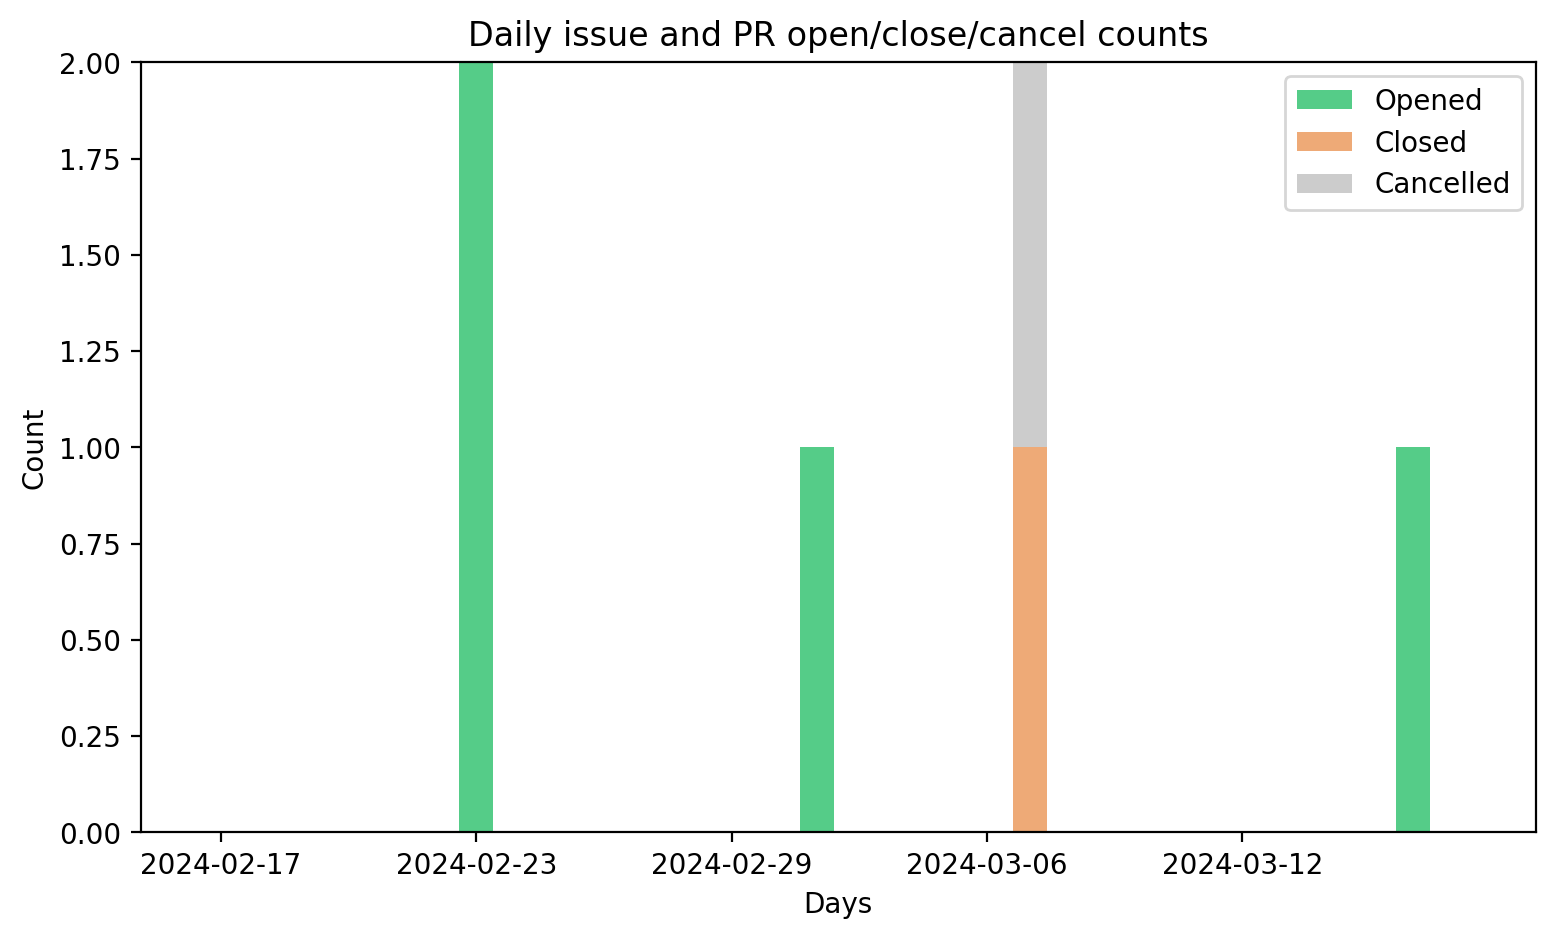 Daily issue and PR open/close/cancel counts
2.00
1.75
1.50
1.25
1.00
0.75
0.50
0.25
0.00
Count
Opened
Closed
Cancelled
2024-02-17
2024-02-23
2024-02-29
2024-03-06
2024-03-12
Days